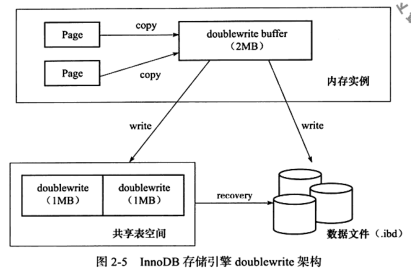 Page
copy
doublewrite buffer
(2MB)
Page
copy
内存实例
write
write
doublewrite
(1MB)
doublewrite
(1MB)
recovery
共享表空间
数据文件(.ibd)
图 2-5 InnoDB 存储引擎 doublewrite 架构